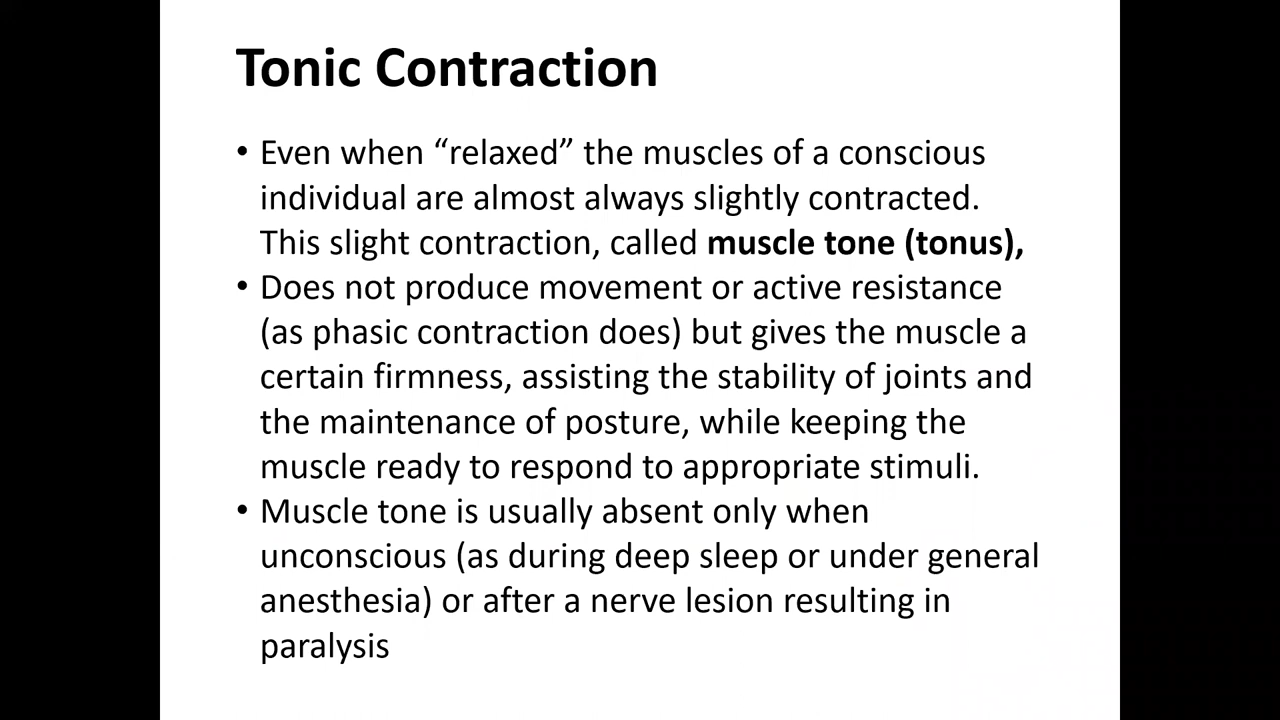 Tonic Contraction
• Even when “relaxed” the muscles of a conscious
individual are almost always slightly contracted.
This slight contraction, called muscle tone (tonus),
• Does not produce movement or active resistance
(as phasic contraction does) but gives the muscle a
certain firmness, assisting the stability of joints and
the maintenance of posture, while keeping the
muscle ready to respond to appropriate stimuli.
• Muscle tone is usually absent only when
unconscious (as during deep sleep or under general
anesthesia) or after a nerve lesion resulting in
paralysis